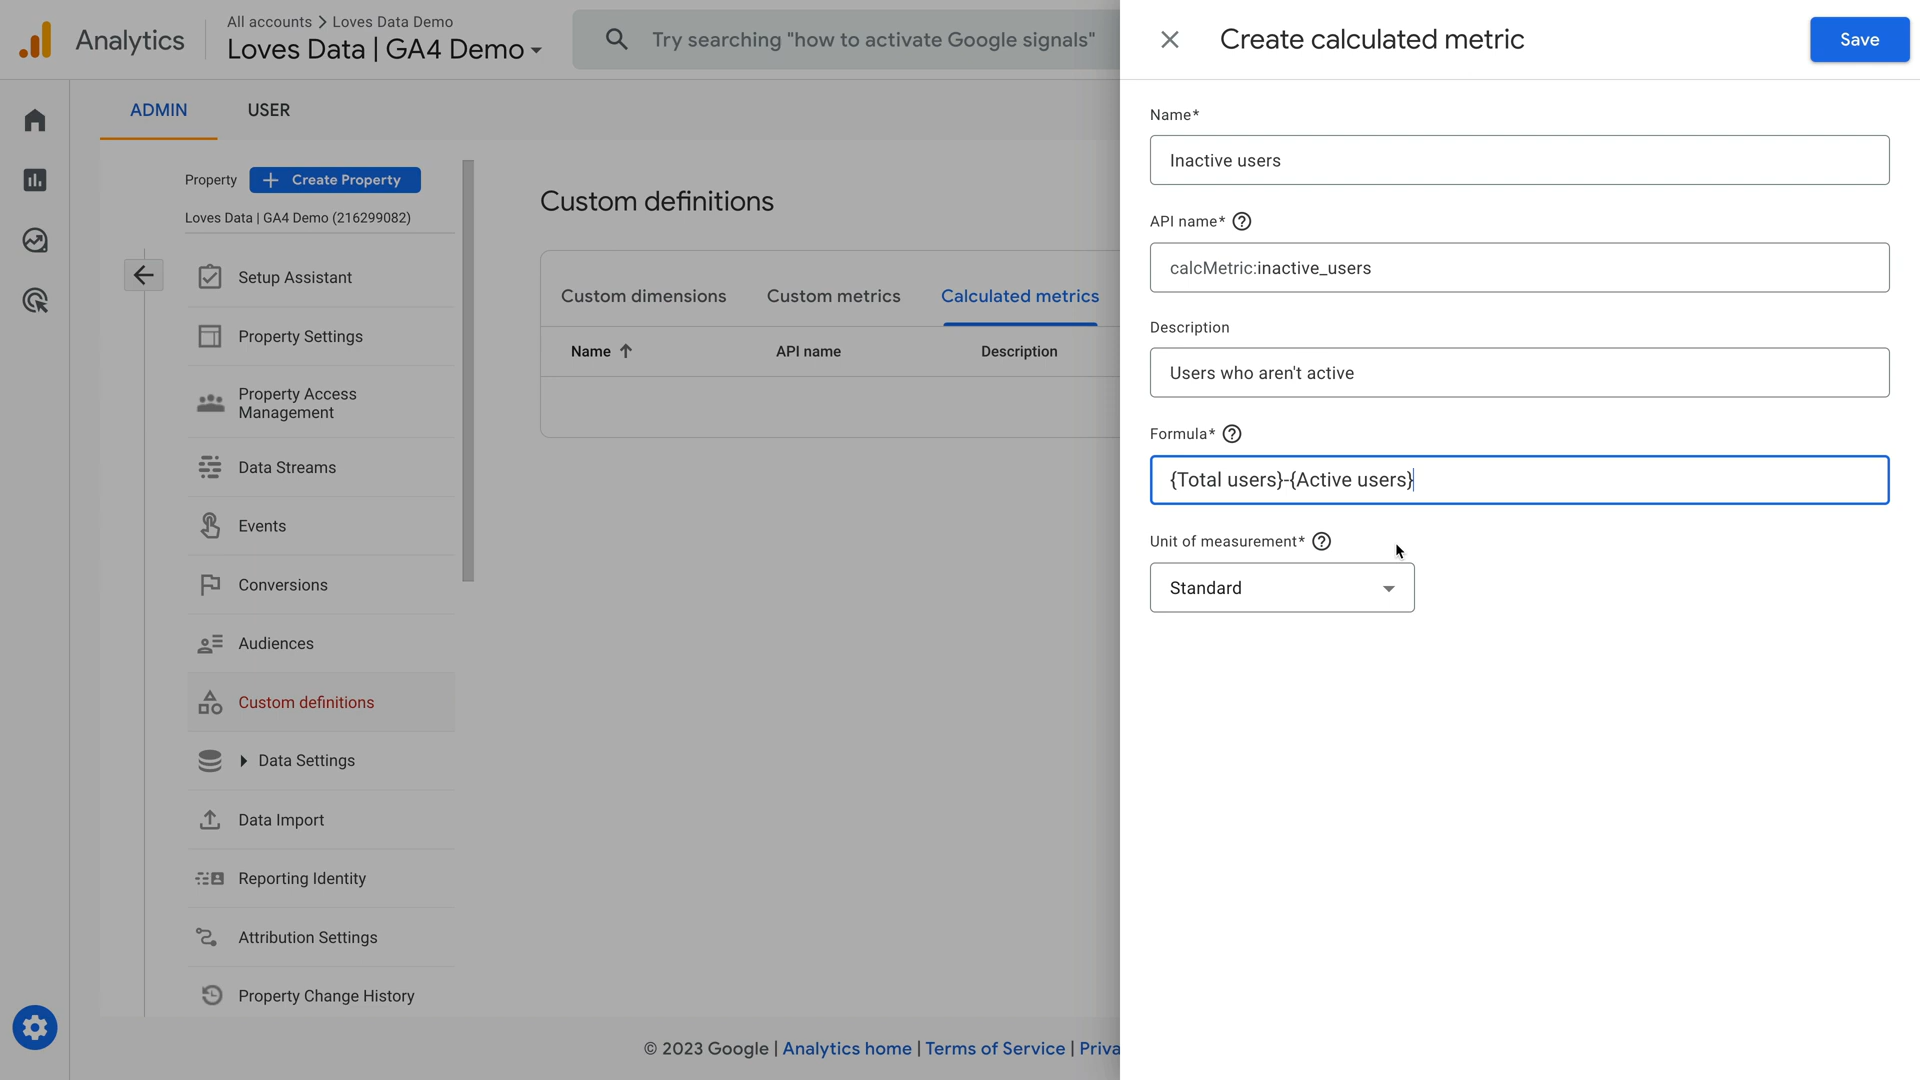 Analytics
All accounts > Loves Data Demo
Loves Data | GA4 Demo
Try searching "how to activate Google signals"
ADMIN
USER
Property
Create Property
Loves Data | GA4 Demo (216299082)
Setup Assistant
Property Settings
Property Access
Management
Data Streams
Events
Conversions
Audiences
Custom definitions
Data Settings
Data Import
Reporting Identity
Attribution Settings
Property Change History
Custom definitions
Custom dimensions
Custom metrics
Calculated metrics
Name
API name
Description
© 2023 Google | Analytics home | Terms of Service | Priva
Create calculated metric
Save
Name*
Inactive users
API name*
calcMetric:inactive_users
Description
Users who aren't active
Formula*
{Total users}-{Active users}
Unit of measurement*
Standard